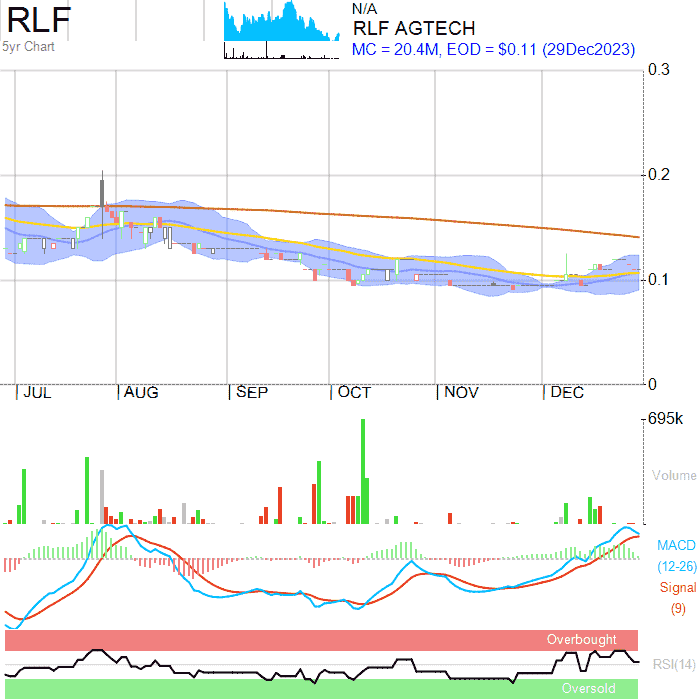 RLF
5yr Chart
N/A
RLF AGTECH
MC = 20.4M, EOD = $0.11 (29Dec2023)
0.3
0.2
0.1
0
JUL AUG SEP OCT NOV DEC
695k
Volume
MACD
(12-26)
Signal
(9)
Overbought
RSI(14)
Oversold